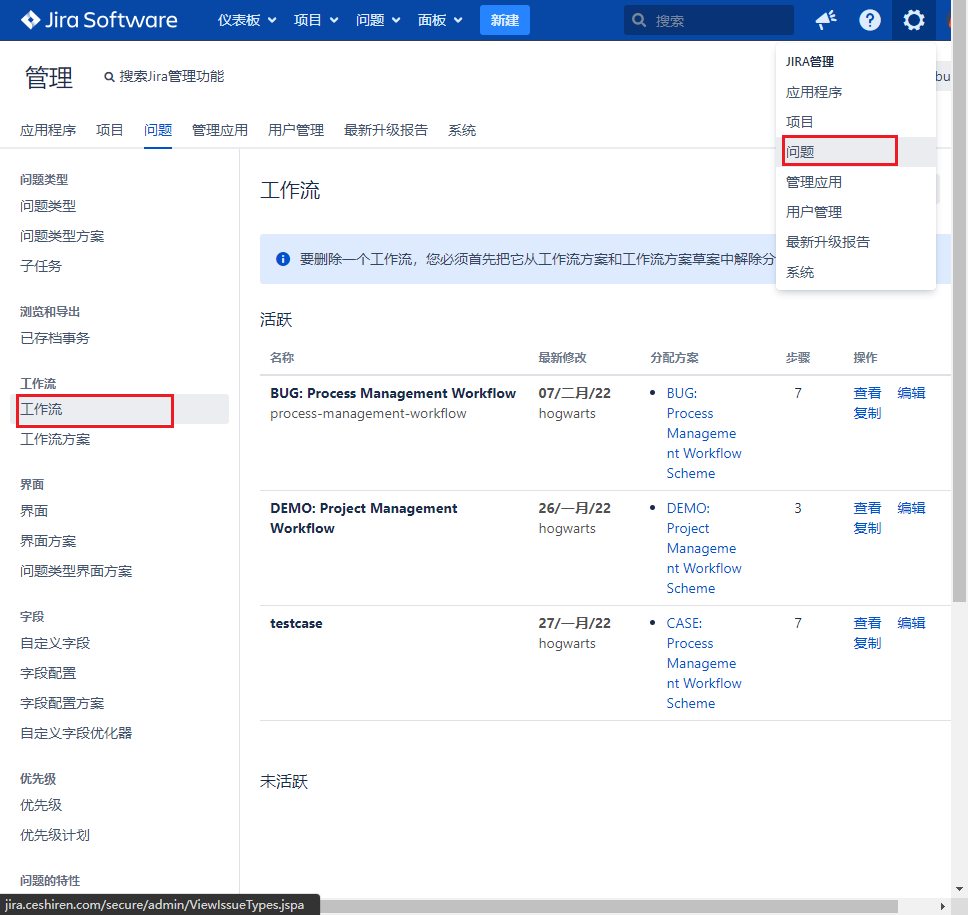 Jira Software 仪表板 项目 问题 面板 新建 搜索
管理 搜索Jira管理功能
应用程序 项目 问题 管理应用 用户管理 最新升级报告 系统
JIRA管理
应用程序
项目
问题
管理应用
用户管理
最新升级报告
系统
bu
问题类型
问题类型
问题类型方案
子任务
浏览和导出
已存档事务
工作流
工作流
工作流方案
界面
界面
界面方案
问题类型界面方案
字段
自定义字段
字段配置
字段配置方案
自定义字段优化器
优先级
优先级
优先级计划
问题的特性
工作流
要删除一个工作流，您必须首先把它从工作流方案和工作流方案草案中解除分
活跃
名称 最新修改 分配方案 步骤 操作
BUG: Process Management Workflow 07/二月/22 • BUG: 7 查看 编辑
process-management-workflow hogwarts Process 复制
Manageme
nt Workflow
Scheme
DEMO: Project Management 26/一月/22 • DEMO: 3 查看 编辑
Workflow hogwarts Project 复制
Manageme
nt Workflow
Scheme
testcase 27/一月/22 • CASE: 7 查看 编辑
hogwarts Process 复制
Manageme
nt Workflow
Scheme
未活跃
jira.ceshiren.com/secure/admin/ViewIssueTypes.jspa